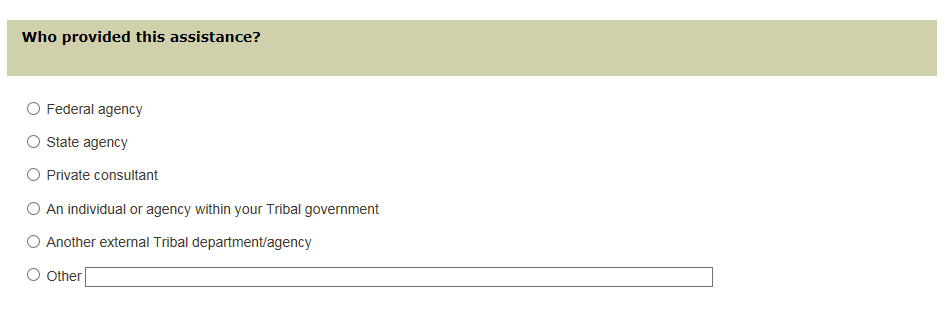 Who provided this assistance?
Federal agency
State agency
Private consultant
An individual or agency within your Tribal government
Another external Tribal department/agency
Other